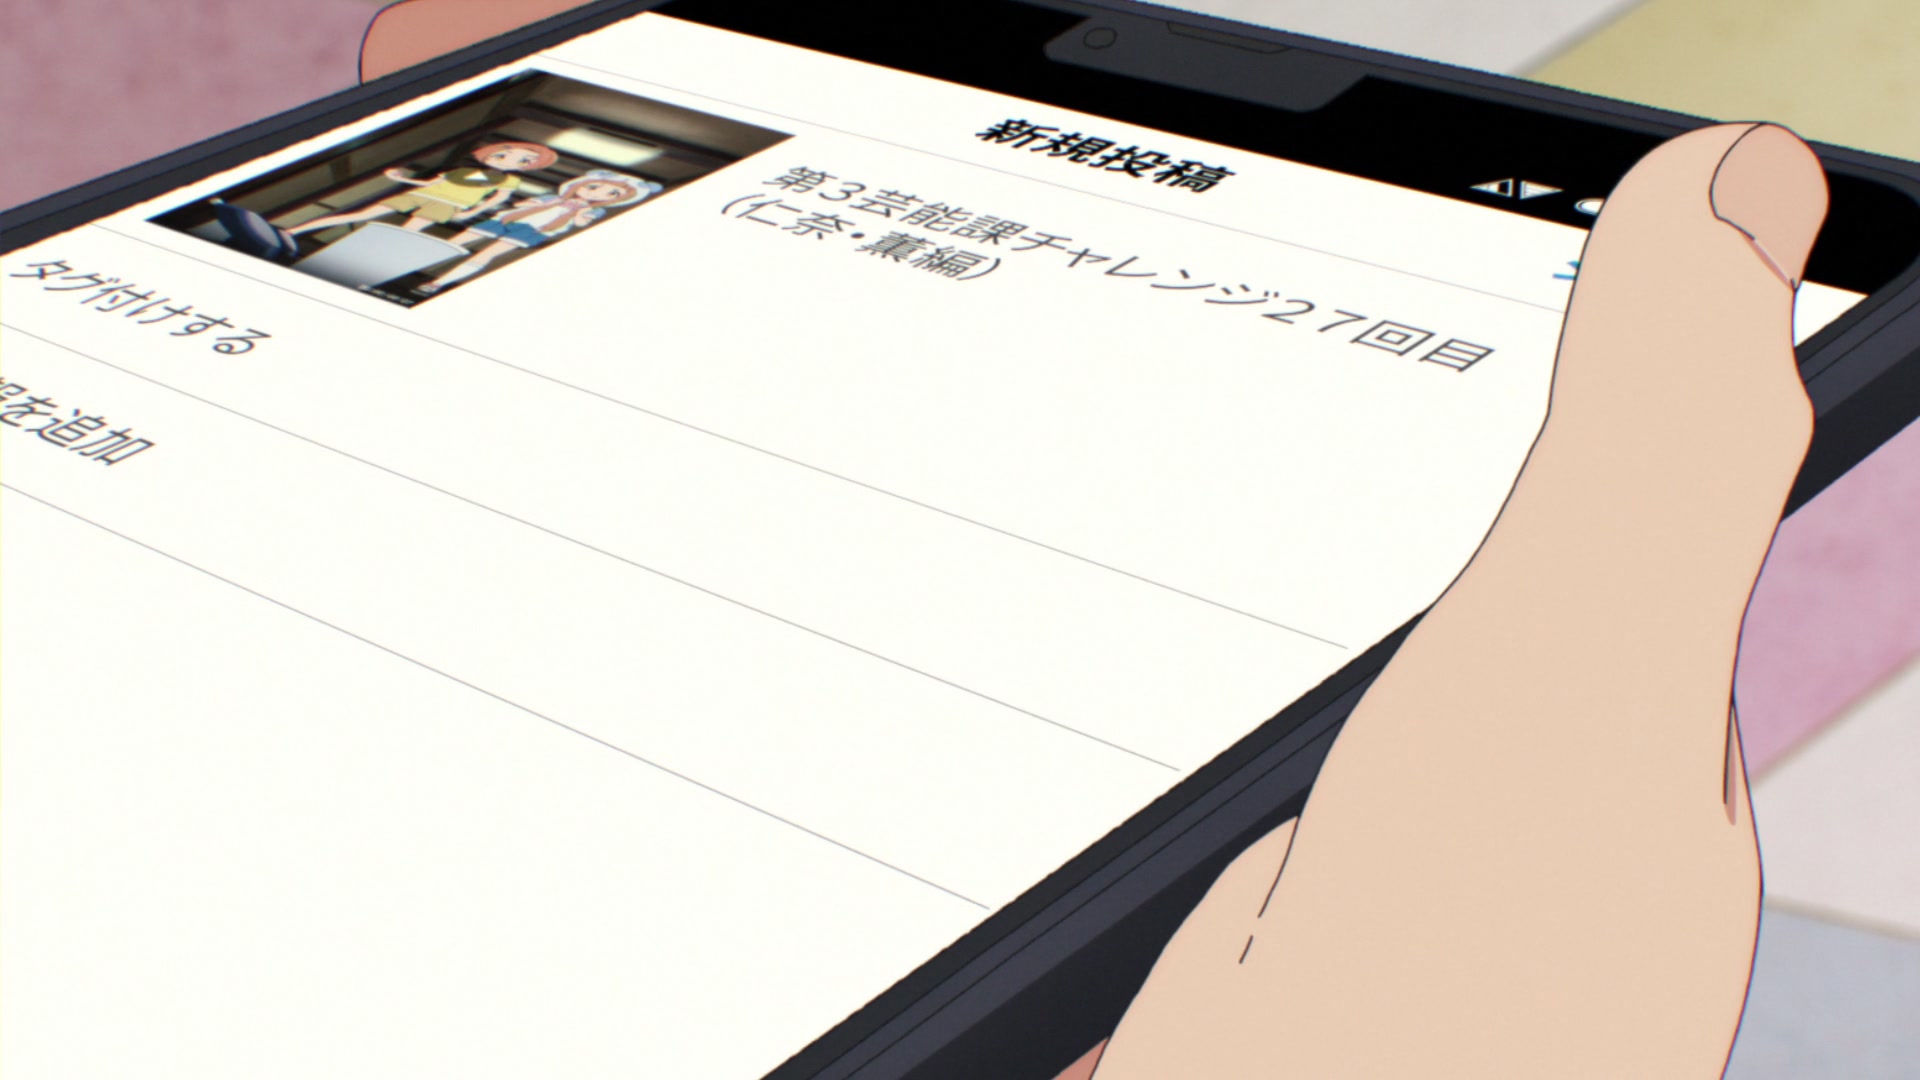 新規投稿
第3芸能課チャレンジ27回目
(仁奈・薫編)
タグ付けする
を追加